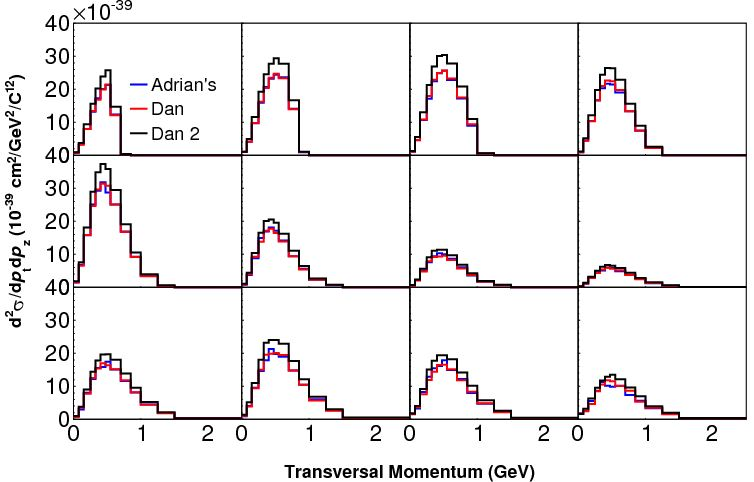 ×10⁻³⁹
40
30
20
10
Adrian's
Dan
Dan 2
40
30
20
10
40
30
20
10
0
0 1 2 0 1 2 0 1 2 0 1 2
d²σ/dpₜdp_z (10⁻³⁹ cm²/GeV²/C¹²)
Transversal Momentum (GeV)